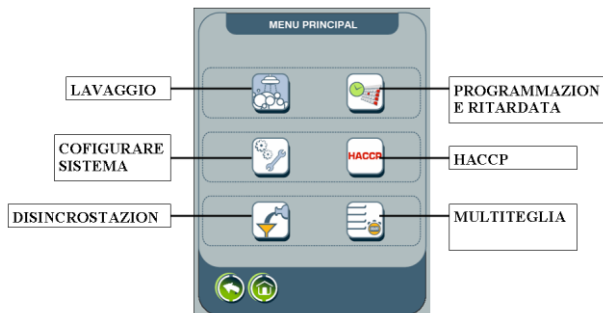 MENU PRINCIPAL
LAVAGGIO
PROGRAMMAZION
E RITARDATA
COFIGURARE
SISTEMA
HACCP
HACCP
DISINCROSTAZION
MULTITEGLIA